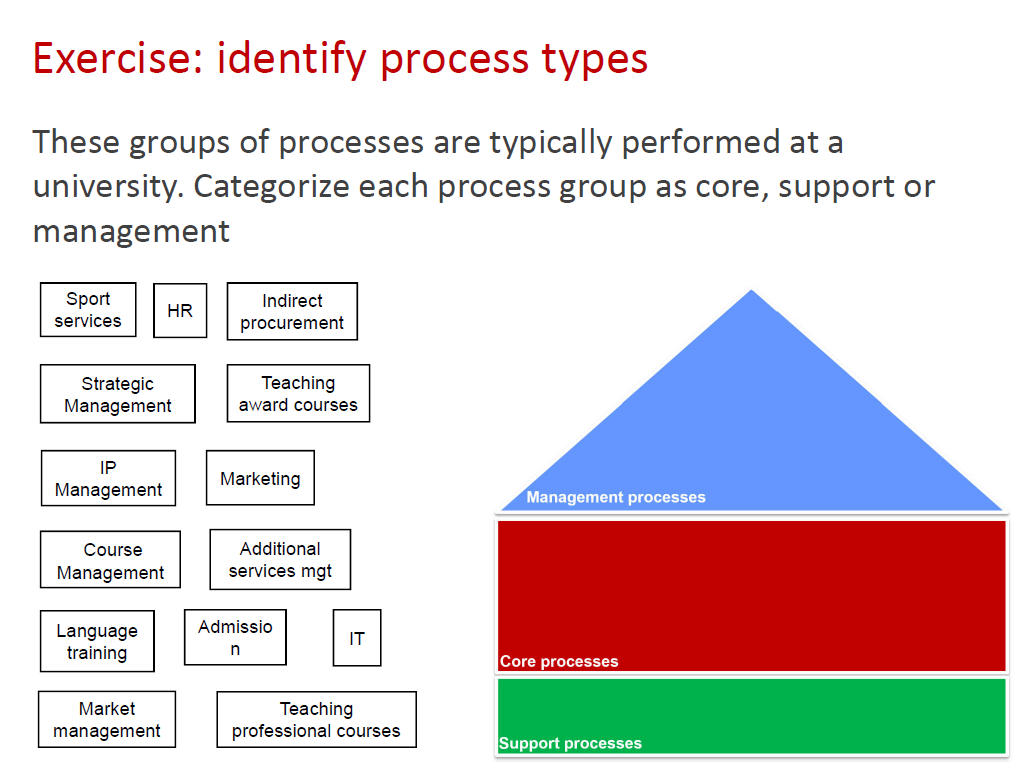 Exercise: identify process types
These groups of processes are typically performed at a
university. Categorize each process group as core, support or
management
Sport
services
HR
Indirect
procurement
Strategic
Management
Teaching
award courses
IP
Management
Marketing
Course
Management
Additional
services mgt
Language
training
Admissio
n
IT
Market
management
Teaching
professional courses
Management processes
Core processes
Support processes